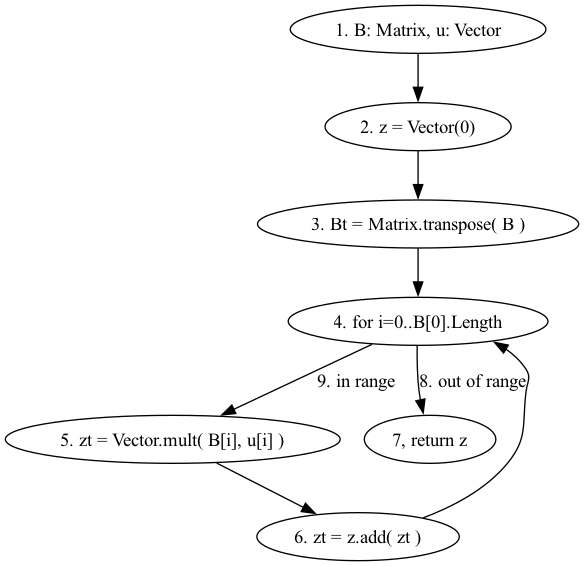 1. B: Matrix, u: Vector
2. z = Vector(0)
3. Bt = Matrix.transpose( B )
4. for i=0..B[0].Length
9. in range
8. out of range
5. zt = Vector.mult( B[i], u[i] )
7, return z
6. zt = z.add( zt )